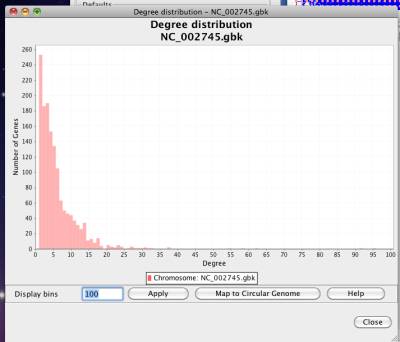 Defaults
Degree distribution - NC_002745.gbk
Degree distribution
NC_002745.gbk
260
240
220
200
180
160
140
120
100
80
60
40
20
0
Number of Genes
0 5 10 15 20 25 30 35 40 45 50 55 60 65 70 75 80 85 90 95 100
Degree
Chromosome: NC_002745.gbk
Display bins 100 Apply Map to Circular Genome Help
Close